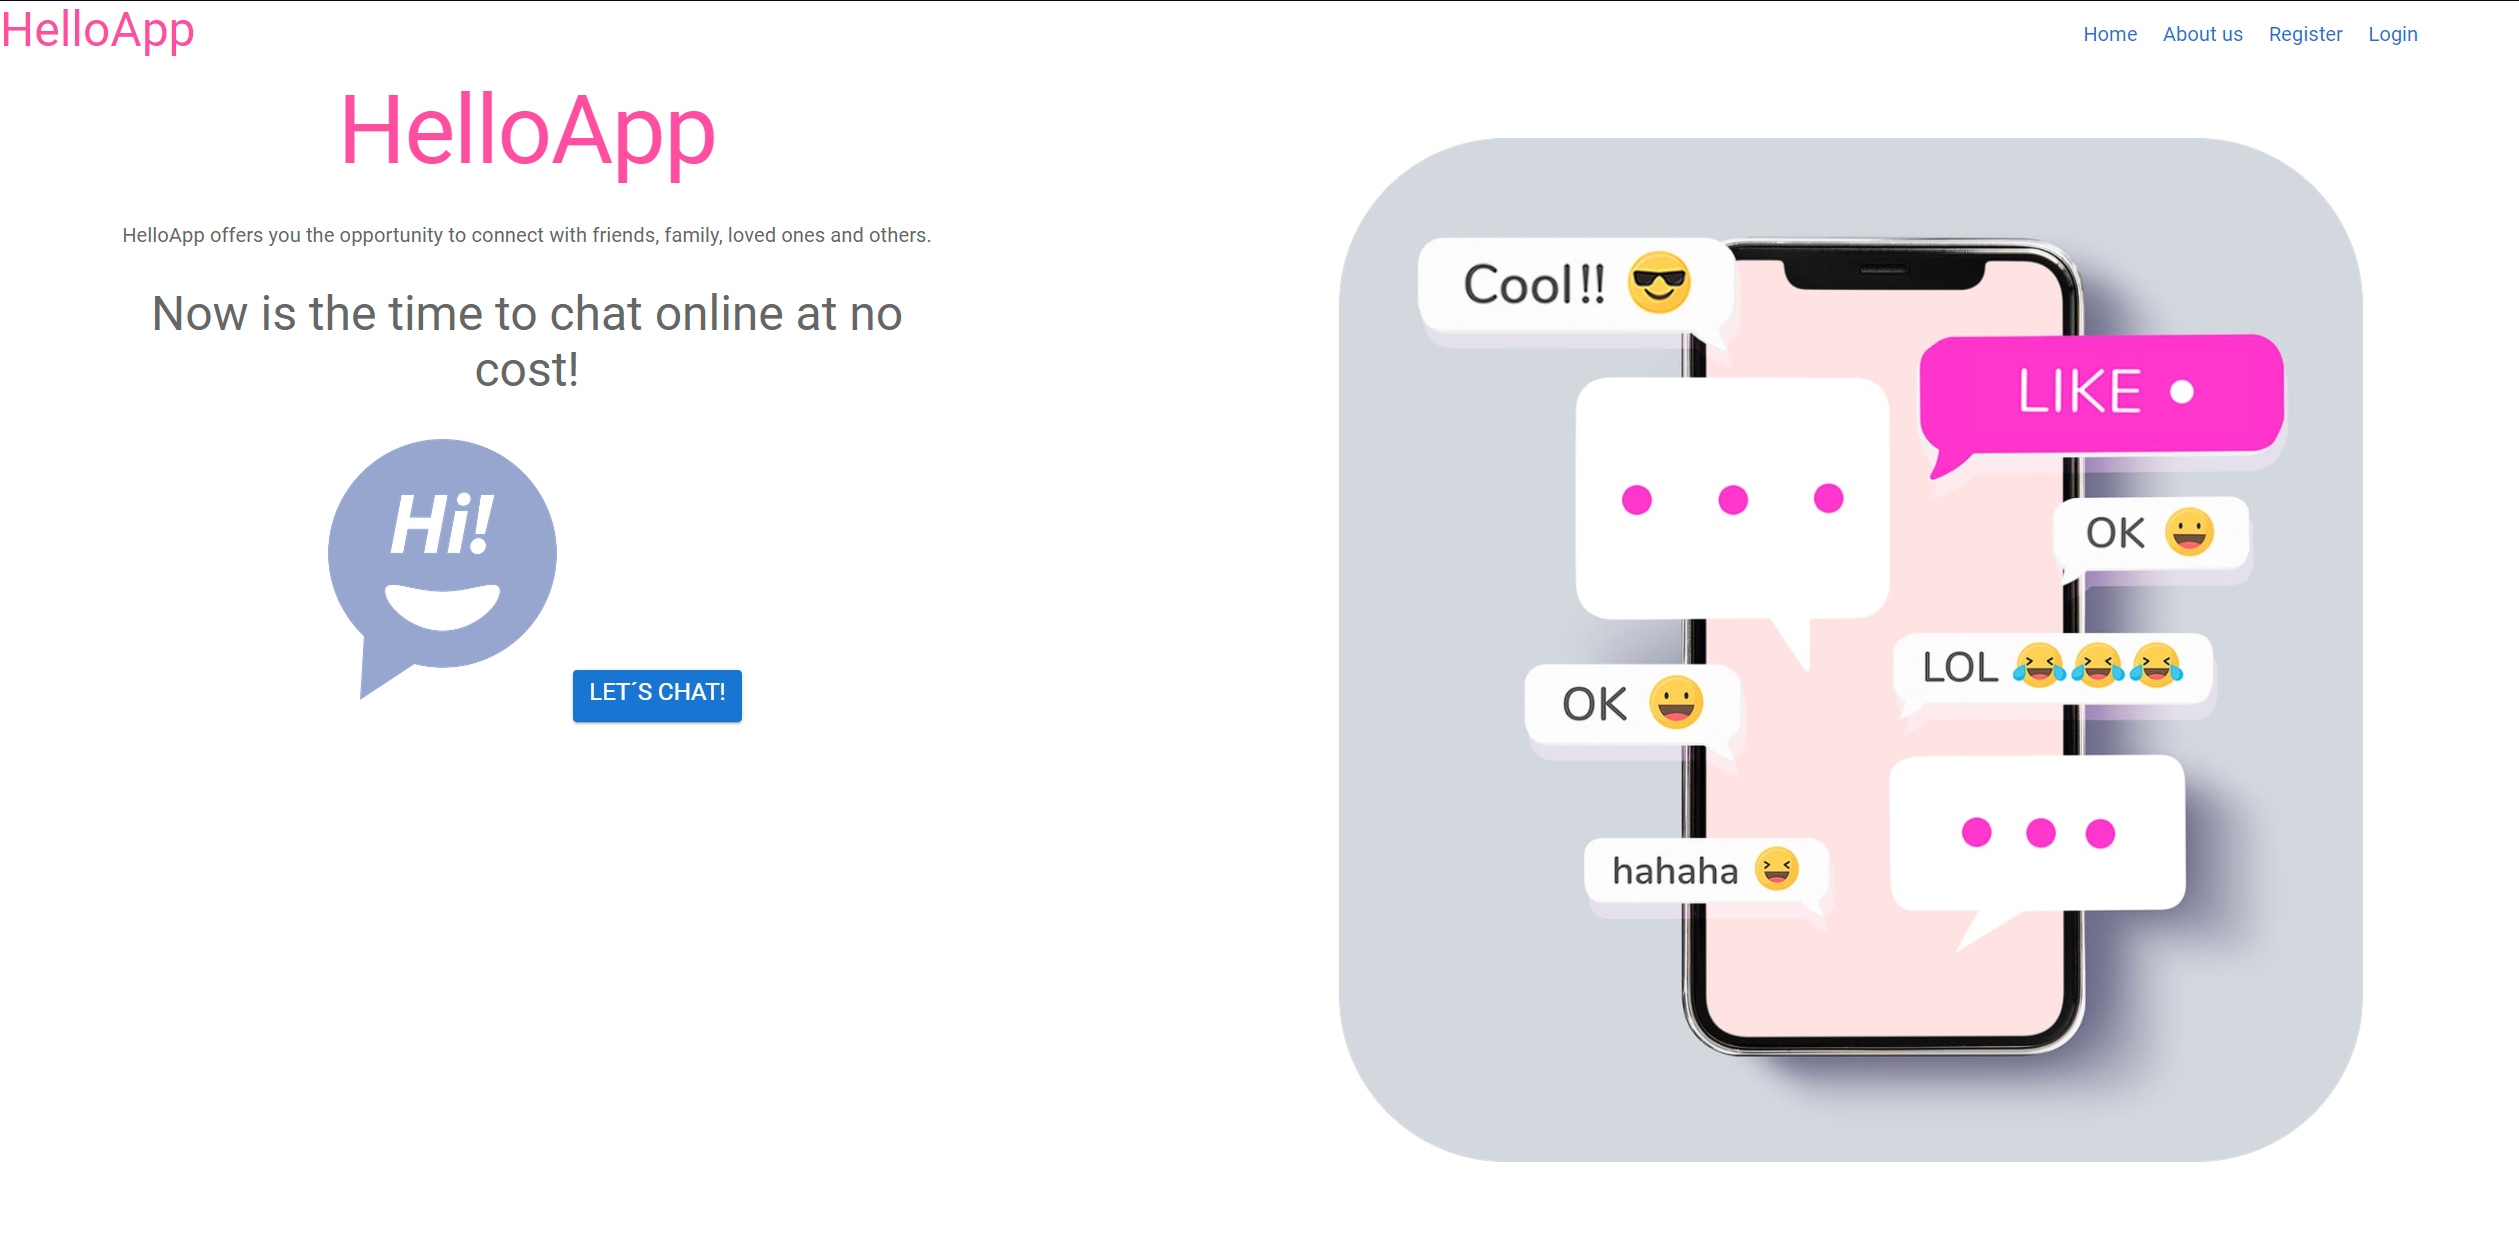 HelloApp
Home About us Register Login
HelloApp
HelloApp offers you the opportunity to connect with friends, family, loved ones and others.
Now is the time to chat online at no
cost!
Hi!
LET´S CHAT!
Cool!! 😎
LIKE
OK 😀
LOL 😂😂😂
OK 😀
hahaha 😆